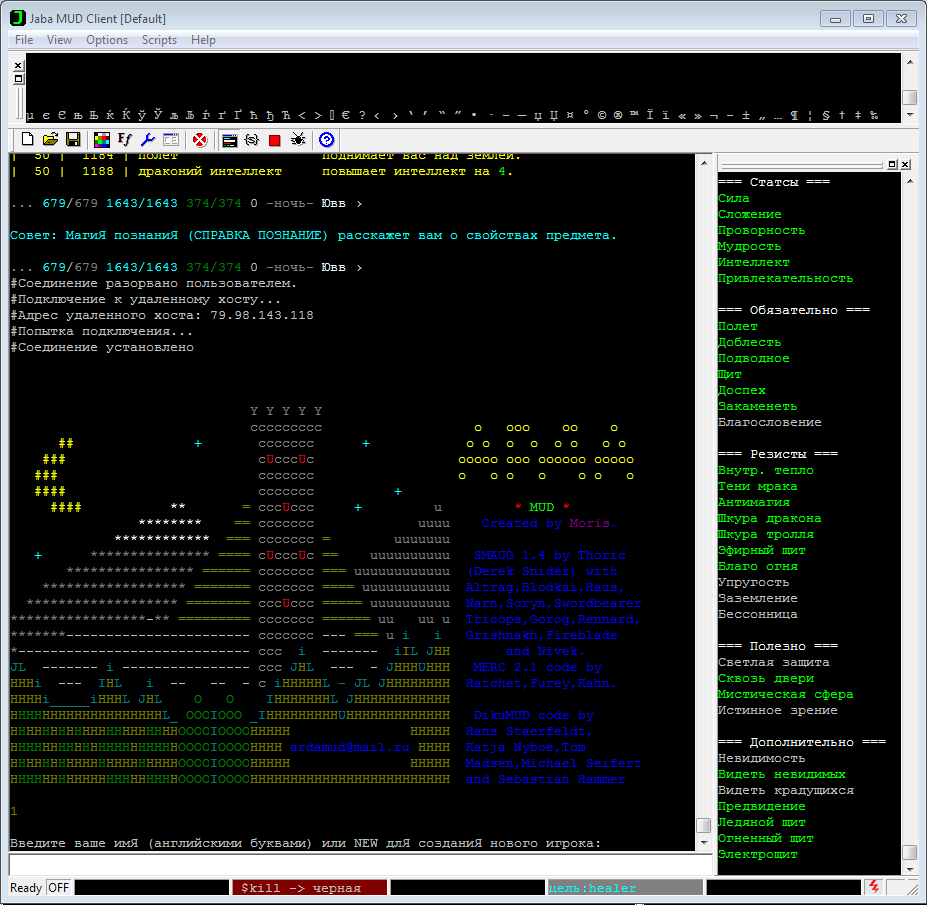 Jaba MUD Client [Default]
File View Options Scripts Help
µ є Є њ Њ ќ Ќ ў Ў љ Љ ѓ ґ Ґ ћ ђ Ћ < > [] € ? ‹ › ‘ ’ “ ” • - – — џ Џ ¤ ° © ® ™ Ї ї « » ¬ ~ ± „ … ¶ ¦ § † ‡ ‰
| 50 | 1184 | полет поднимает вас над землей.
| 50 | 1188 | драконий интеллект повышает интеллект на 4.
... 679/679 1643/1643 374/374 0 -ночь- Ювв >
Совет: МагиЯ познаниЯ (СПРАВКА ПОЗНАНИЕ) расскажет вам о свойствах предмета.
... 679/679 1643/1643 374/374 0 -ночь- Ювв >
#Соединение разорвано пользователем.
#Подключение к удаленному хосту...
#Адрес удаленного хоста: 79.98.143.118
#Попытка подключения...
#Соединение установлено
* MUD *
Created by Moris.
SMAUG 1.4 by Thoric
(Derek Snider) with
Altrag,Blodkai,Haus,
Narn,Scryn,Swordbearer
Tricops,Gorog,Rennard,
Grishnakh,Fireblade
and Nivek.
MERC 2.1 code by
Hatchet,Furey,Kahn.
DikuMUD code by
Hans Staerfeldt,
Katja Nyboe,Tom
Madsen,Michael Seifert
and Sebastian Hammer
ardamud@mail.ru
1
Введите ваше имЯ (английскими буквами) или NEW длЯ созданиЯ нового игрока:
=== Статсы ===
Сила
Сложение
Проворность
Мудрость
Интеллект
Привлекательность
=== Обязательно ===
Полет
Доблесть
Подводное
Щит
Доспех
Закаменеть
Благословение
=== Резисты ===
Внутр. тепло
Тени мрака
Антимагия
Шкура дракона
Шкура тролля
Эфирный щит
Благо огня
Упругость
Заземление
Бессонница
=== Полезно ===
Светлая защита
Сквозь двери
Мистическая сфера
Истинное зрение
=== Дополнительно ===
Невидимость
Видеть невидимых
Видеть крадущихся
Предвидение
Ледяной щит
Огненный щит
Электрощит
Ready OFF
$kill -> черная
цель:healer